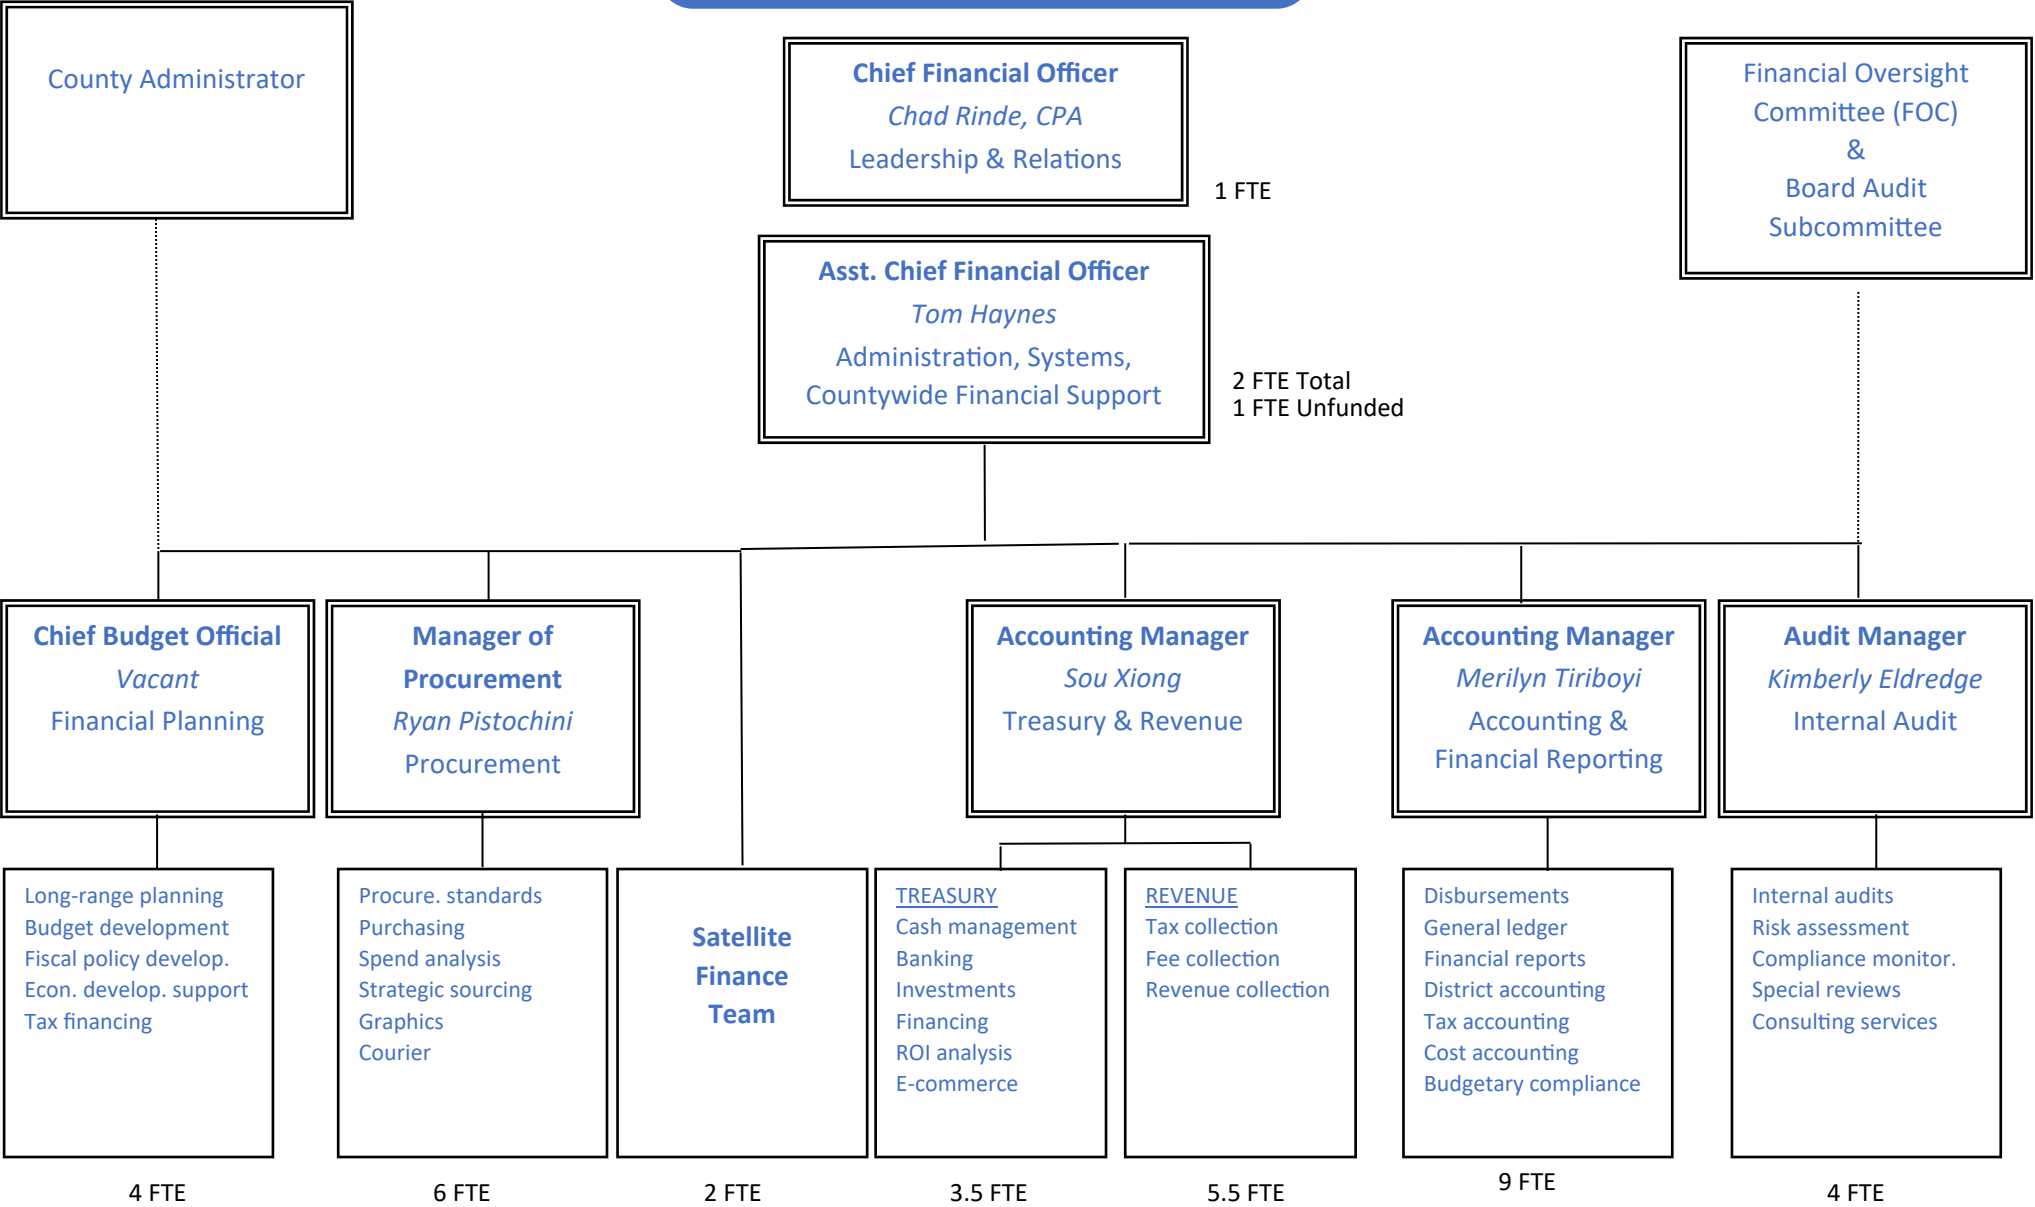 County Administrator
Chief Financial Officer
Chad Rinde, CPA
Leadership & Relations
1 FTE
Financial Oversight
Committee (FOC)
&
Board Audit
Subcommittee
Asst. Chief Financial Officer
Tom Haynes
Administration, Systems,
Countywide Financial Support
2 FTE Total
1 FTE Unfunded
Chief Budget Official
Vacant
Financial Planning
Manager of
Procurement
Ryan Pistochini
Procurement
Accounting Manager
Sou Xiong
Treasury & Revenue
Accounting Manager
Merilyn Tiriboyi
Accounting &
Financial Reporting
Audit Manager
Kimberly Eldredge
Internal Audit
Long-range planning
Budget development
Fiscal policy develop.
Econ. develop. support
Tax financing
Procure. standards
Purchasing
Spend analysis
Strategic sourcing
Graphics
Courier
Satellite
Finance
Team
TREASURY
Cash management
Banking
Investments
Financing
ROI analysis
E-commerce
REVENUE
Tax collection
Fee collection
Revenue collection
Disbursements
General ledger
Financial reports
District accounting
Tax accounting
Cost accounting
Budgetary compliance
Internal audits
Risk assessment
Compliance monitor.
Special reviews
Consulting services
4 FTE
6 FTE
2 FTE
3.5 FTE
5.5 FTE
9 FTE
4 FTE